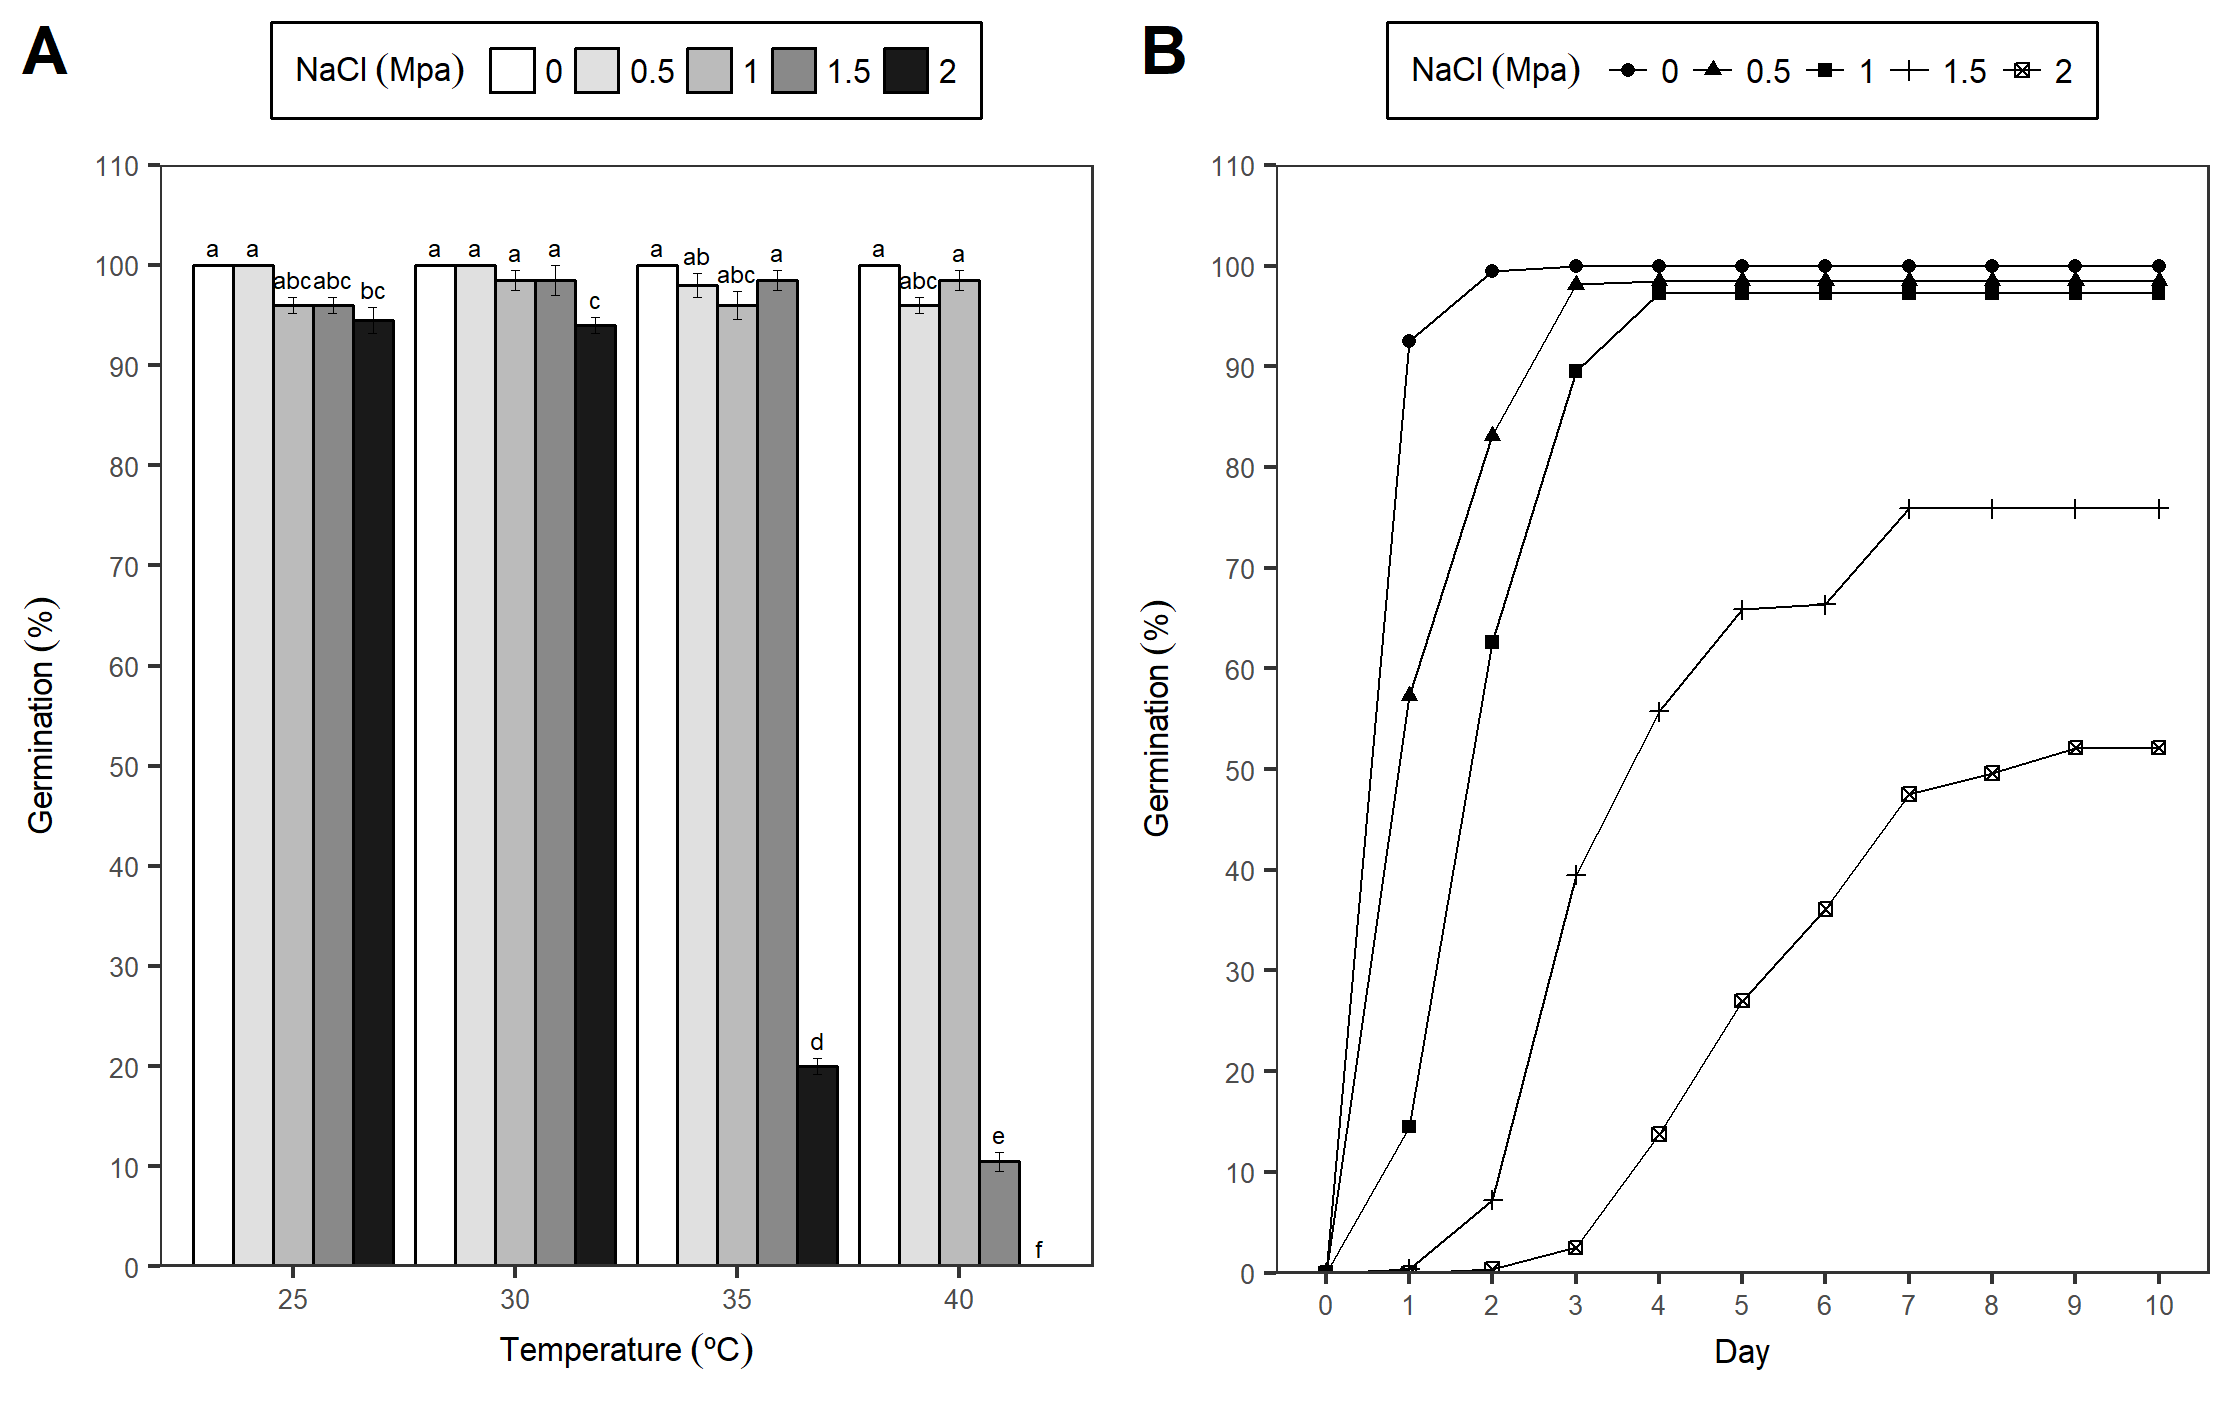 A
NaCl (Mpa) 0 0.5 1 1.5 2
110
100
90
80
70
60
50
40
30
20
10
0
Germination (%)
a a abc abc bc
a a a a c
a ab abc a d
a abc a e f
25 30 35 40
Temperature (ºC)
B
NaCl (Mpa) 0 0.5 1 1.5 2
110
100
90
80
70
60
50
40
30
20
10
0
Germination (%)
0 1 2 3 4 5 6 7 8 9 10
Day